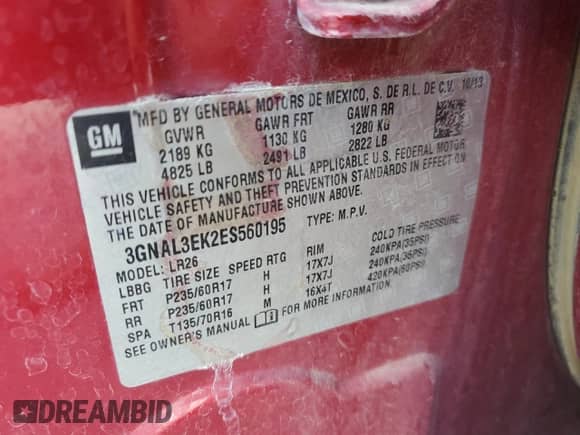 GM
MFD BY GENERAL MOTORS DE MEXICO, S. DE R.L. DE C.V. 10/13
GVWR GAWR FRT GAWR RR
2189 KG 1130 KG 1280 KG
4825 LB 2491 LB 2822 LB
THIS VEHICLE CONFORMS TO ALL APPLICABLE U.S. FEDERAL MOTOR
VEHICLE SAFETY AND THEFT PREVENTION STANDARDS IN EFFECT ON
THE DATE OF MANUFACTURE SHOWN ABOVE.
3GNAL3EK2ES560195 TYPE: M.P.V.
MODEL: LR26
LBBG TIRE SIZE SPEED RTG RIM COLD TIRE PRESSURE
FRT P235/60R17 H 17X7J 240KPA(35PSI)
RR P235/60R17 H 17X7J 240KPA(35PSI)
SPA T135/70R16 M 16X4T 420KPA(60PSI)
SEE OWNER'S MANUAL FOR MORE INFORMATION.
DREAMBID